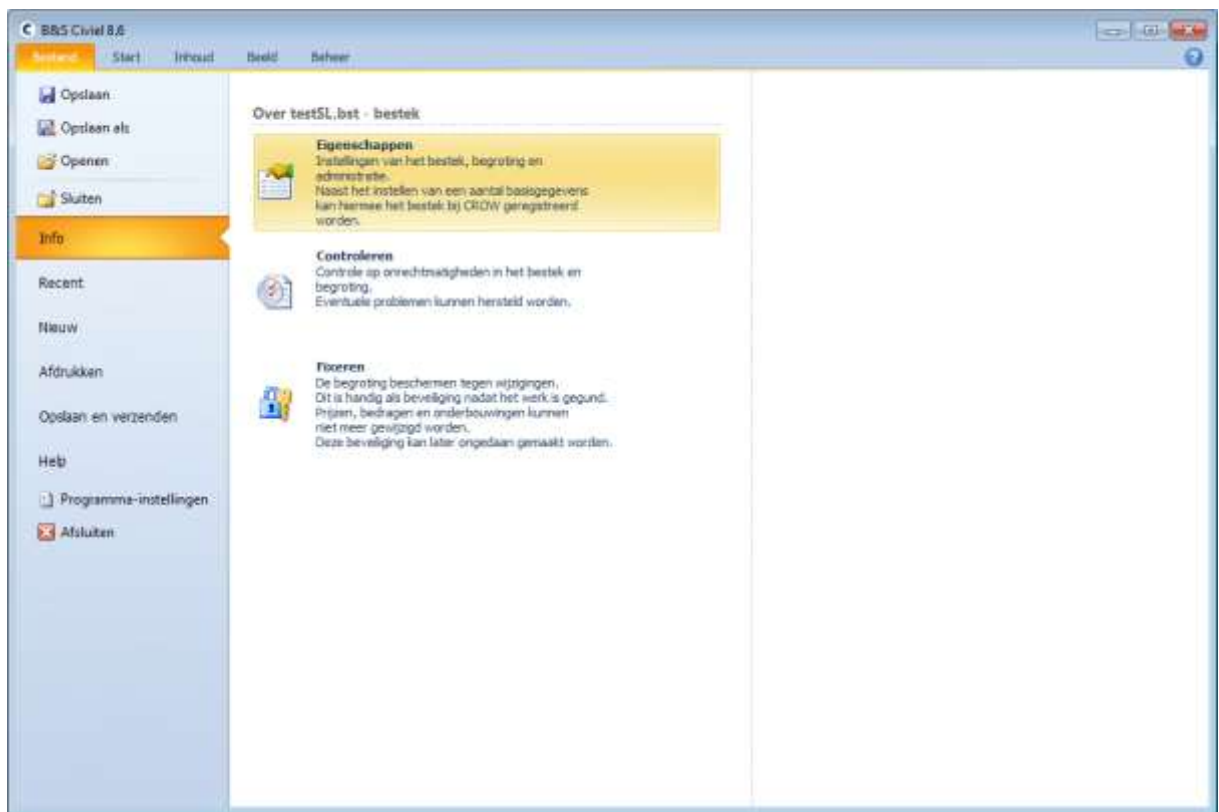 B&S Civiel 8.6
Bestand Start Inhoud Beeld Beheer
Opslaan
Opslaan als
Openen
Sluiten
Info
Recent
Nieuw
Afdrukken
Opslaan en verzenden
Help
Programma-instellingen
Afsluiten
Over testSL.bst - bestek
Eigenschappen
Instellingen van het bestek, begroting en
administratie.
Naast het instellen van een aantal basisgegevens
kan hiermee het bestek bij CROW geregistreerd
worden.
Controleren
Controle op onrechtmatigheden in het bestek en
begroting.
Eventuele problemen kunnen hersteld worden.
Fixeren
De begroting beschermen tegen wijzigingen.
Dit is handig als beveiliging nadat het werk is gegund.
Prijzen, bedragen en onderbouwingen kunnen
niet meer gewijzigd worden.
Deze beveiliging kan later ongedaan gemaakt worden.